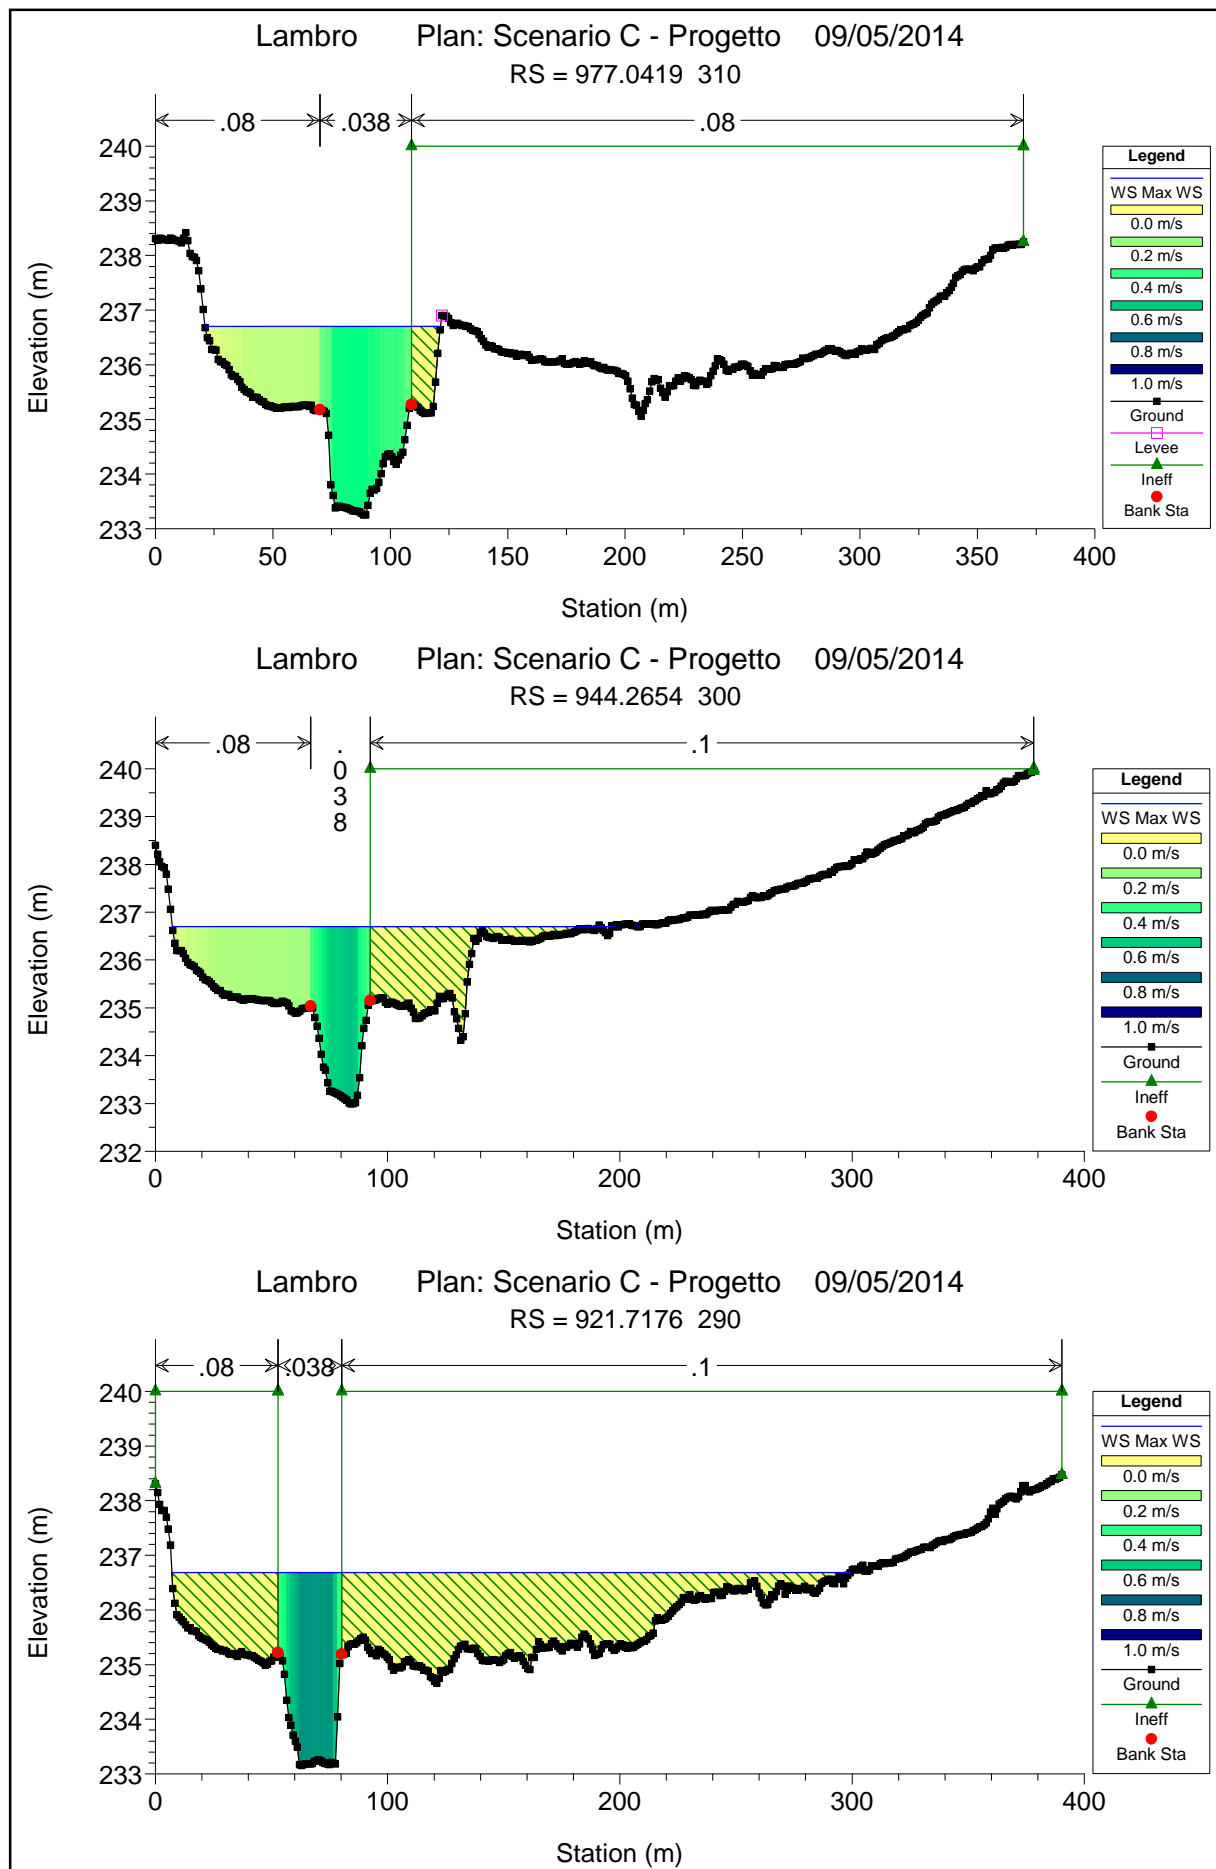 Lambro Plan: Scenario C - Progetto 09/05/2014
RS = 977.0419 310
.08 .038 .08
240
239
238
237
236
235
234
233
0 50 100 150 200 250 300 350 400
Elevation (m)
Station (m)
Legend
WS Max WS
0.0 m/s
0.2 m/s
0.4 m/s
0.6 m/s
0.8 m/s
1.0 m/s
Ground
Levee
Ineff
Bank Sta
Lambro Plan: Scenario C - Progetto 09/05/2014
RS = 944.2654 300
.08 .038 .1
240
239
238
237
236
235
234
233
232
0 100 200 300 400
Elevation (m)
Station (m)
Legend
WS Max WS
0.0 m/s
0.2 m/s
0.4 m/s
0.6 m/s
0.8 m/s
1.0 m/s
Ground
Ineff
Bank Sta
Lambro Plan: Scenario C - Progetto 09/05/2014
RS = 921.7176 290
.08 .038 .1
240
239
238
237
236
235
234
233
0 100 200 300 400
Elevation (m)
Station (m)
Legend
WS Max WS
0.0 m/s
0.2 m/s
0.4 m/s
0.6 m/s
0.8 m/s
1.0 m/s
Ground
Ineff
Bank Sta